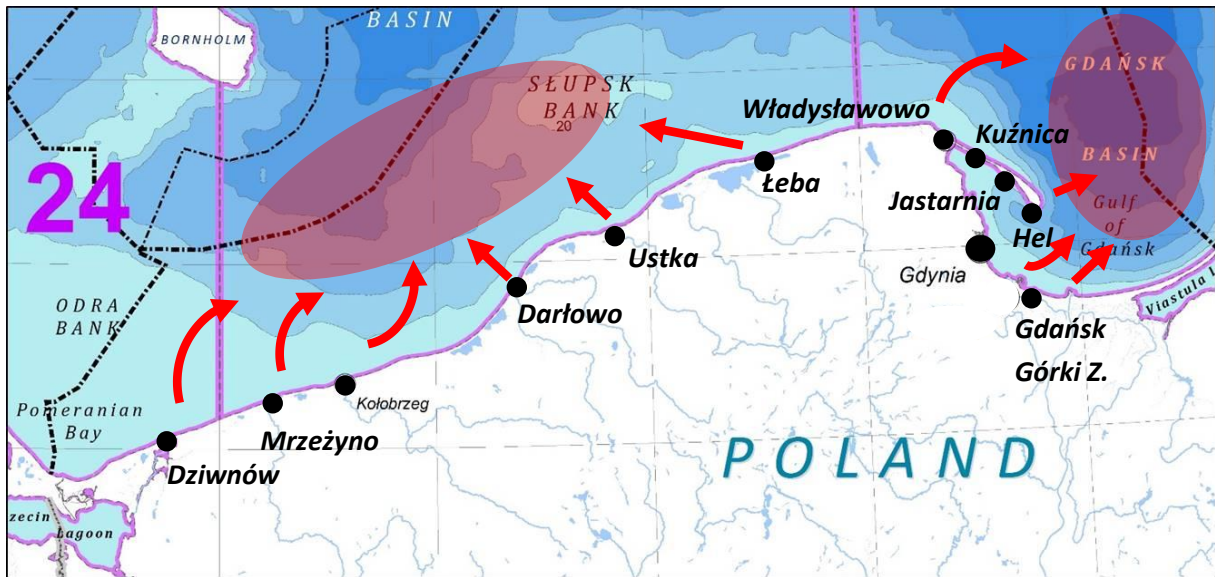 BASIN
BORNHOLM
SŁUPSK
BANK
20
GDAŃSK
BASIN
Władysławowo
Kuźnica
24
Łeba
Jastarnia
Hel
Gulf
of
Gdańsk
Ustka
Gdynia
Darłowo
Viastula L
ODRA
BANK
Gdańsk
Górki Z.
Kołobrzeg
Pomeranian
Bay
Mrzeżyno
Dziwnów
POLAND
zecin
Lagoon